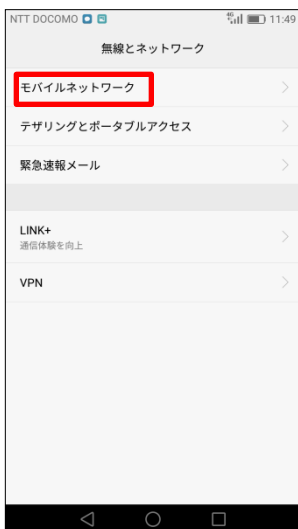 NTT DOCOMO 4G 11:49
無線とネットワーク
モバイルネットワーク
テザリングとポータブルアクセス
緊急速報メール
LINK+
通信体験を向上
VPN